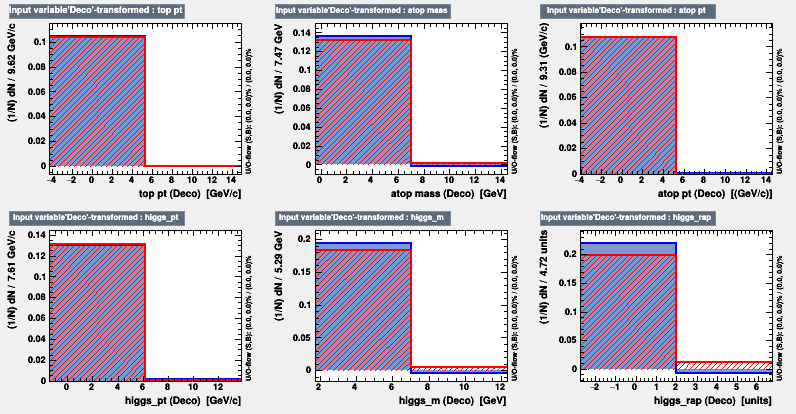 Input variable'Deco'-transformed : top pt
(1/N) dN / 9.62 GeV/c
0.1
0.08
0.06
0.04
0.02
0
−4 −2 0 2 4 6 8 10 12 14
top pt (Deco) [GeV/c]
U/O-flow (S,B): (0.0, 0.0)% / (0.0, 0.0)%
Input variable'Deco'-transformed : atop mass
(1/N) dN / 7.47 GeV
0.14
0.12
0.1
0.08
0.06
0.04
0.02
0
0 2 4 6 8 10 12 14
atop mass (Deco) [GeV]
U/O-flow (S,B): (0.0, 0.0)% / (0.0, 0.0)%
Input variable'Deco'-transformed : atop pt
(1/N) dN / 9.31 (GeV/c)
0.1
0.08
0.06
0.04
0.02
0
−4 −2 0 2 4 6 8 10 12 14
atop pt (Deco) [(GeV/c)]
U/O-flow (S,B): (0.0, 0.0)% / (0.0, 0.0)%
Input variable'Deco'-transformed : higgs_pt
(1/N) dN / 7.61 GeV/c
0.14
0.12
0.1
0.08
0.06
0.04
0.02
0
0 2 4 6 8 10 12
higgs_pt (Deco) [GeV/c]
U/O-flow (S,B): (0.0, 0.0)% / (0.0, 0.0)%
Input variable'Deco'-transformed : higgs_m
(1/N) dN / 5.29 GeV
0.2
0.15
0.1
0.05
0
2 4 6 8 10 12
higgs_m (Deco) [GeV]
U/O-flow (S,B): (0.0, 0.0)% / (0.0, 0.0)%
Input variable'Deco'-transformed : higgs_rap
(1/N) dN / 4.72 units
0.2
0.15
0.1
0.05
0
−2 −1 0 1 2 3 4 5 6
higgs_rap (Deco) [units]
U/O-flow (S,B): (0.0, 0.0)% / (0.0, 0.0)%